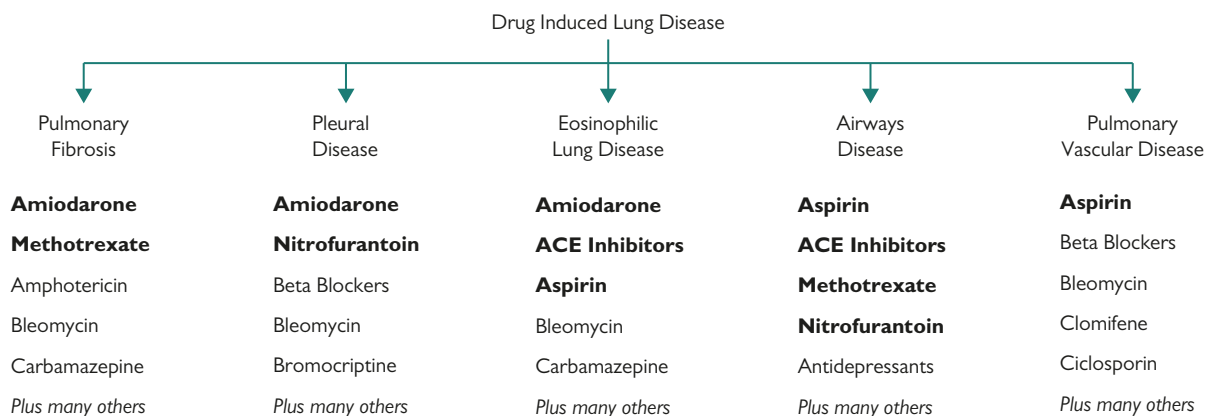 Drug Induced Lung Disease
Pulmonary
Fibrosis
Amiodarone
Methotrexate
Amphotericin
Bleomycin
Carbamazepine
Plus many others
Pleural
Disease
Amiodarone
Nitrofurantoin
Beta Blockers
Bleomycin
Bromocriptine
Plus many others
Eosinophilic
Lung Disease
Amiodarone
ACE Inhibitors
Aspirin
Bleomycin
Carbamazepine
Plus many others
Airways
Disease
Aspirin
ACE Inhibitors
Methotrexate
Nitrofurantoin
Antidepressants
Plus many others
Pulmonary
Vascular Disease
Aspirin
Beta Blockers
Bleomycin
Clomifene
Ciclosporin
Plus many others